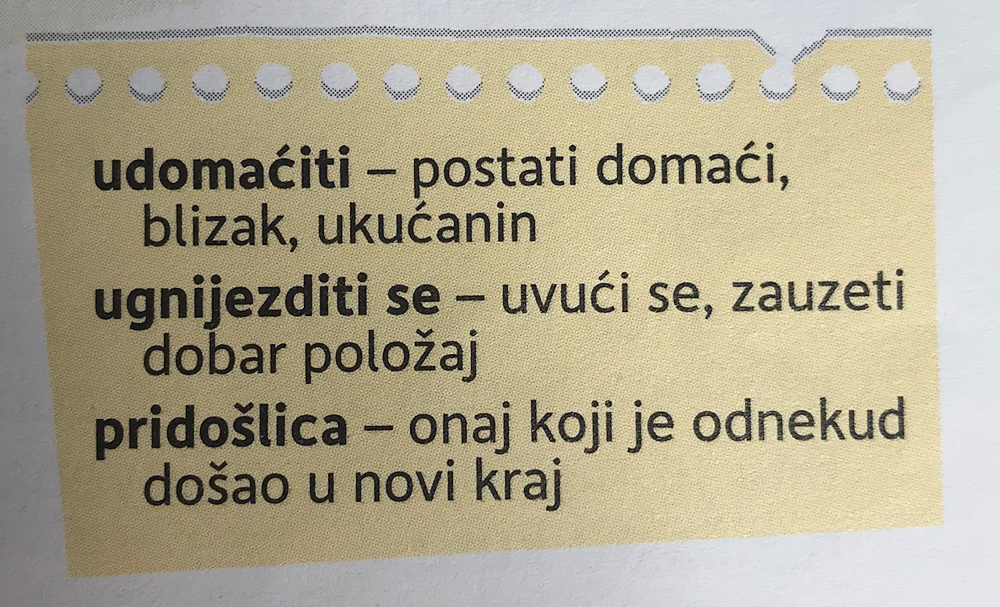 udomaćiti – postati domaći,
blizak, ukućanin
ugnijezditi se – uvući se, zauzeti
dobar položaj
pridošlica – onaj koji je odnekud
došao u novi kraj